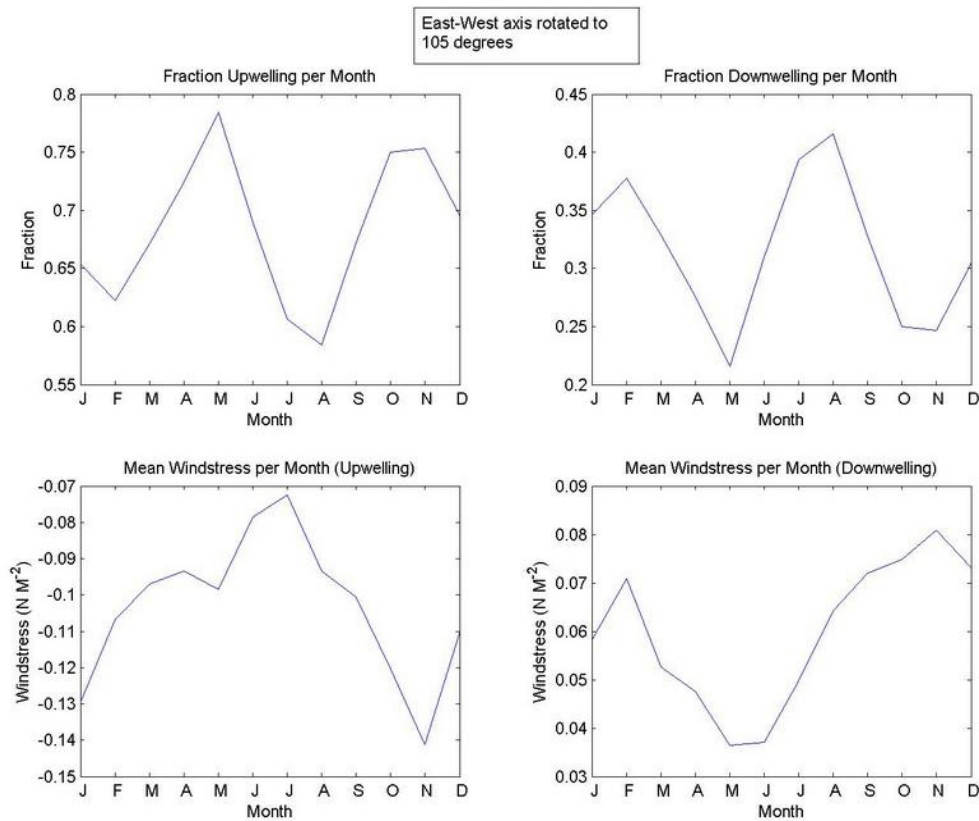 East-West axis rotated to
105 degrees
Fraction Upwelling per Month
0.8
0.75
0.7
0.65
0.6
0.55
Fraction
J F M A M J J A S O N D
Month
Fraction Downwelling per Month
0.45
0.4
0.35
0.3
0.25
0.2
Fraction
J F M A M J J A S O N D
Month
Mean Windstress per Month (Upwelling)
-0.07
-0.08
-0.09
-0.1
-0.11
-0.12
-0.13
-0.14
-0.15
Windstress (N M⁻²)
J F M A M J J A S O N D
Month
Mean Windstress per Month (Downwelling)
0.09
0.08
0.07
0.06
0.05
0.04
0.03
Windstress (N M⁻²)
J F M A M J J A S O N D
Month